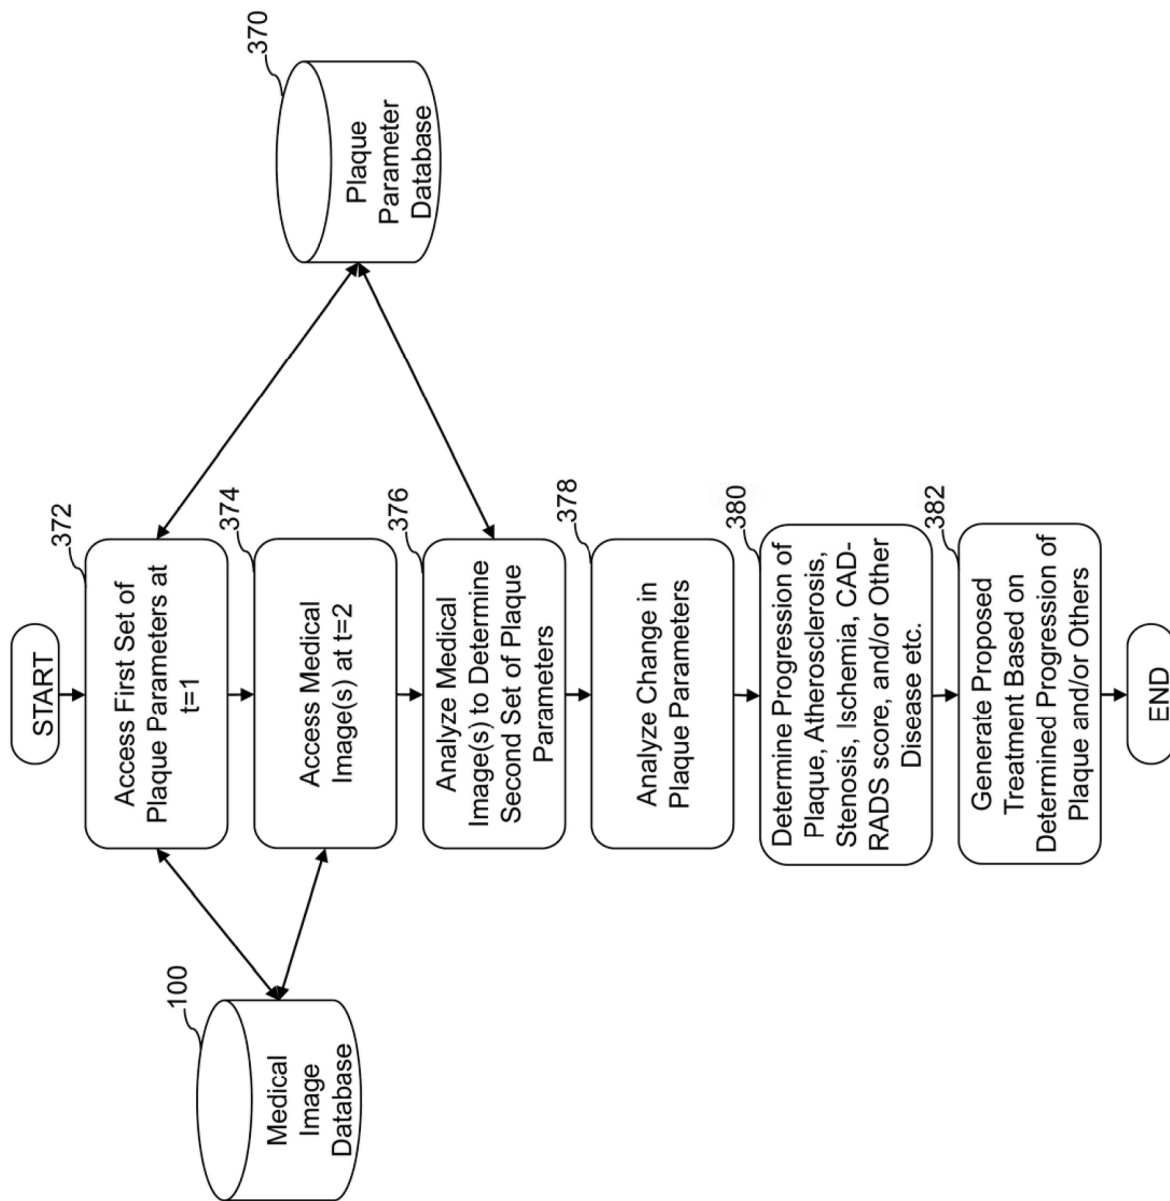 START
372
Access First Set of
Plaque Parameters at
t=1
374
Access Medical
Image(s) at t=2
376
Analyze Medical
Image(s) to Determine
Second Set of Plaque
Parameters
378
Analyze Change in
Plaque Parameters
380
Determine Progression of
Plaque, Atherosclerosis,
Stenosis, Ischemia, CAD-
RADS score, and/or Other
Disease etc.
382
Generate Proposed
Treatment Based on
Determined Progression of
Plaque and/or Others
END
100
Medical
Image
Database
370
Plaque
Parameter
Database